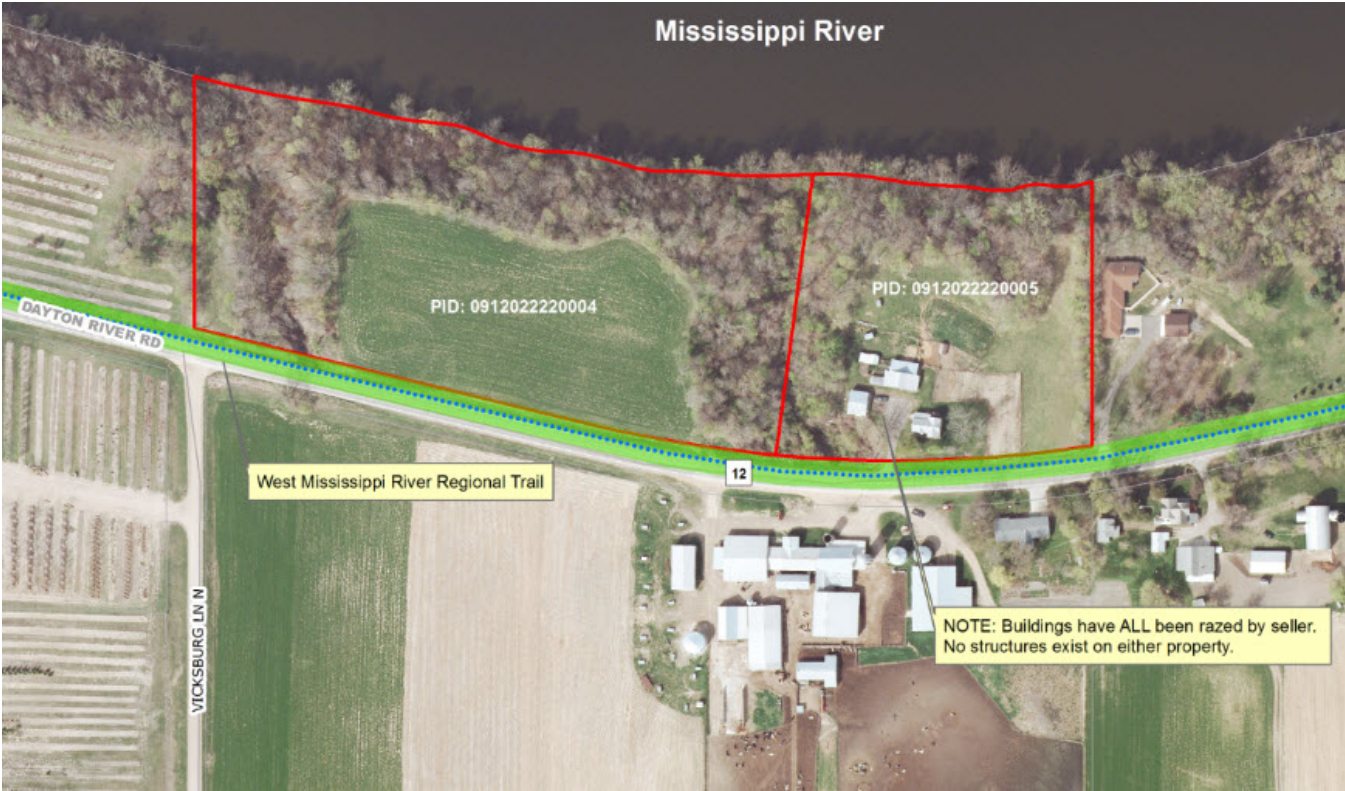 Mississippi River
PID: 0912022220004
PID: 0912022220005
DAYTON RIVER RD
West Mississippi River Regional Trail
12
VICKSBURG LN N
NOTE: Buildings have ALL been razed by seller.
No structures exist on either property.